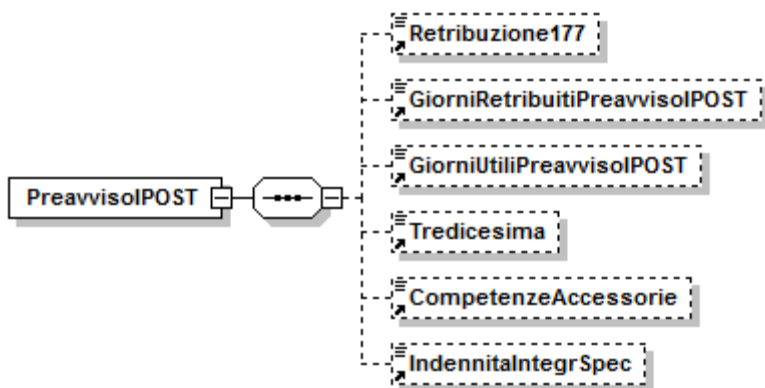 Retribuzione177
GiorniRetribuitiPreavvisoIPOST
GiorniUtiliPreavvisoIPOST
PreavvisoIPOST
Tredicesima
CompetenzeAccessorie
IndennitaIntegrSpec